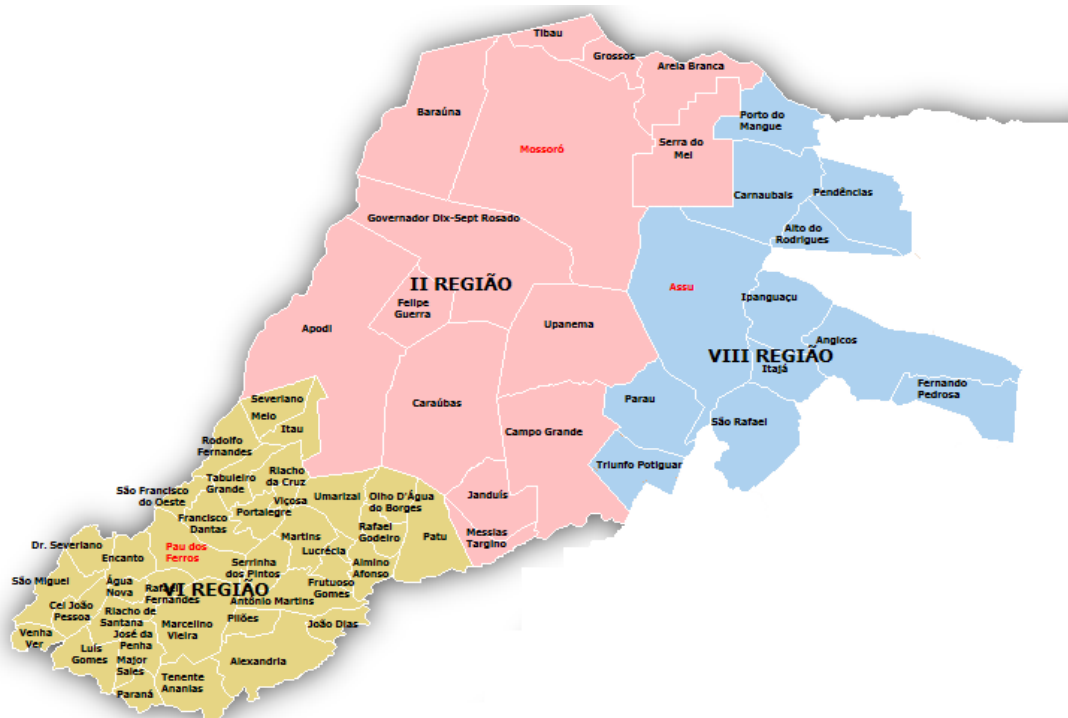 Tibau
Grossos
Areia Branca
Baraúna
Porto do
Mangue
Mossoró
Serra do
Mel
Carnaubais
Pendências
Governador Dix-Sept Rosado
Alto do
Rodrigues
II REGIÃO
Assu
Ipanguaçu
Felipe
Guerra
Apodi
Upanema
Angicos
VIII REGIÃO
Itajá
Fernando
Pedrosa
Severiano
Melo
Itau
Caraúbas
Parau
Campo Grande
São Rafael
Rodolfo
Fernandes
Triunfo Potiguar
Riacho
da Cruz
Tabuleiro
Grande
São Francisco
do Oeste
Viçosa
Umarizal
Olho D'Água
do Borges
Janduís
Portalegre
Francisco
Dantas
Rafael
Godeiro
Patu
Messias
Targino
Martins
Lucrécia
Dr. Severiano
Encanto
Pau dos
Ferros
Serrinha
dos Pintos
Almino
Afonso
São Miguel
Água
Nova
Rafael
Fernandes
VI REGIÃO
Frutuoso
Gomes
Antônio Martins
Cel João
Pessoa
Riacho de
Santana
Marcelino
Vieira
Pilões
João Dias
Venha
Ver
José da
Penha
Luís
Gomes
Major
Sales
Alexandria
Tenente
Ananias
Paraná